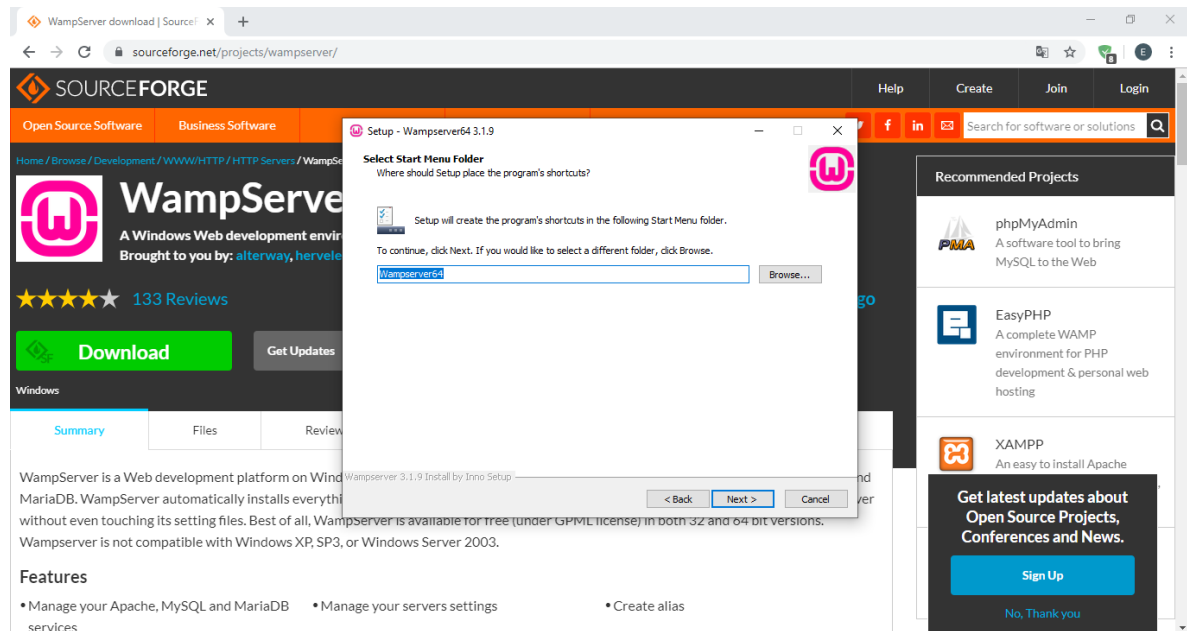 WampServer download | Sourcef
sourceforge.net/projects/wampserver/
E
SOURCEFORGE
Help
Create
Join
Login
Open Source Software
Business Software
Search for software or solutions
Home / Browse / Development / WWW/HTTP / HTTP Servers / WampSe
WampServe
A Windows Web development envir
Brought to you by: alterway, hervele
133 Reviews
go
SF
Download
Get Updates
Windows
Summary
Files
Review
WampServer is a Web development platform on Wind
nd
MariaDB. WampServer automatically installs everythi
ver
without even touching its setting files. Best of all, WampServer is available for free (under GPML license) in both 32 and 64 bit versions.
Wampserver is not compatible with Windows XP, SP3, or Windows Server 2003.
Features
• Manage your Apache, MySQL and MariaDB
services
• Manage your servers settings
• Create alias
Setup - Wampserver64 3.1.9
Select Start Menu Folder
Where should Setup place the program's shortcuts?
Setup will create the program's shortcuts in the following Start Menu folder.
To continue, click Next. If you would like to select a different folder, click Browse.
Wampserver64
Browse...
Wampserver 3.1.9 Install by Inno Setup
< Back
Next >
Cancel
Recommended Projects
PMA
phpMyAdmin
A software tool to bring
MySQL to the Web
EasyPHP
A complete WAMP
environment for PHP
development & personal web
hosting
XAMPP
An easy to install Apache
Get latest updates about
Open Source Projects,
Conferences and News.
Sign Up
No, Thank you